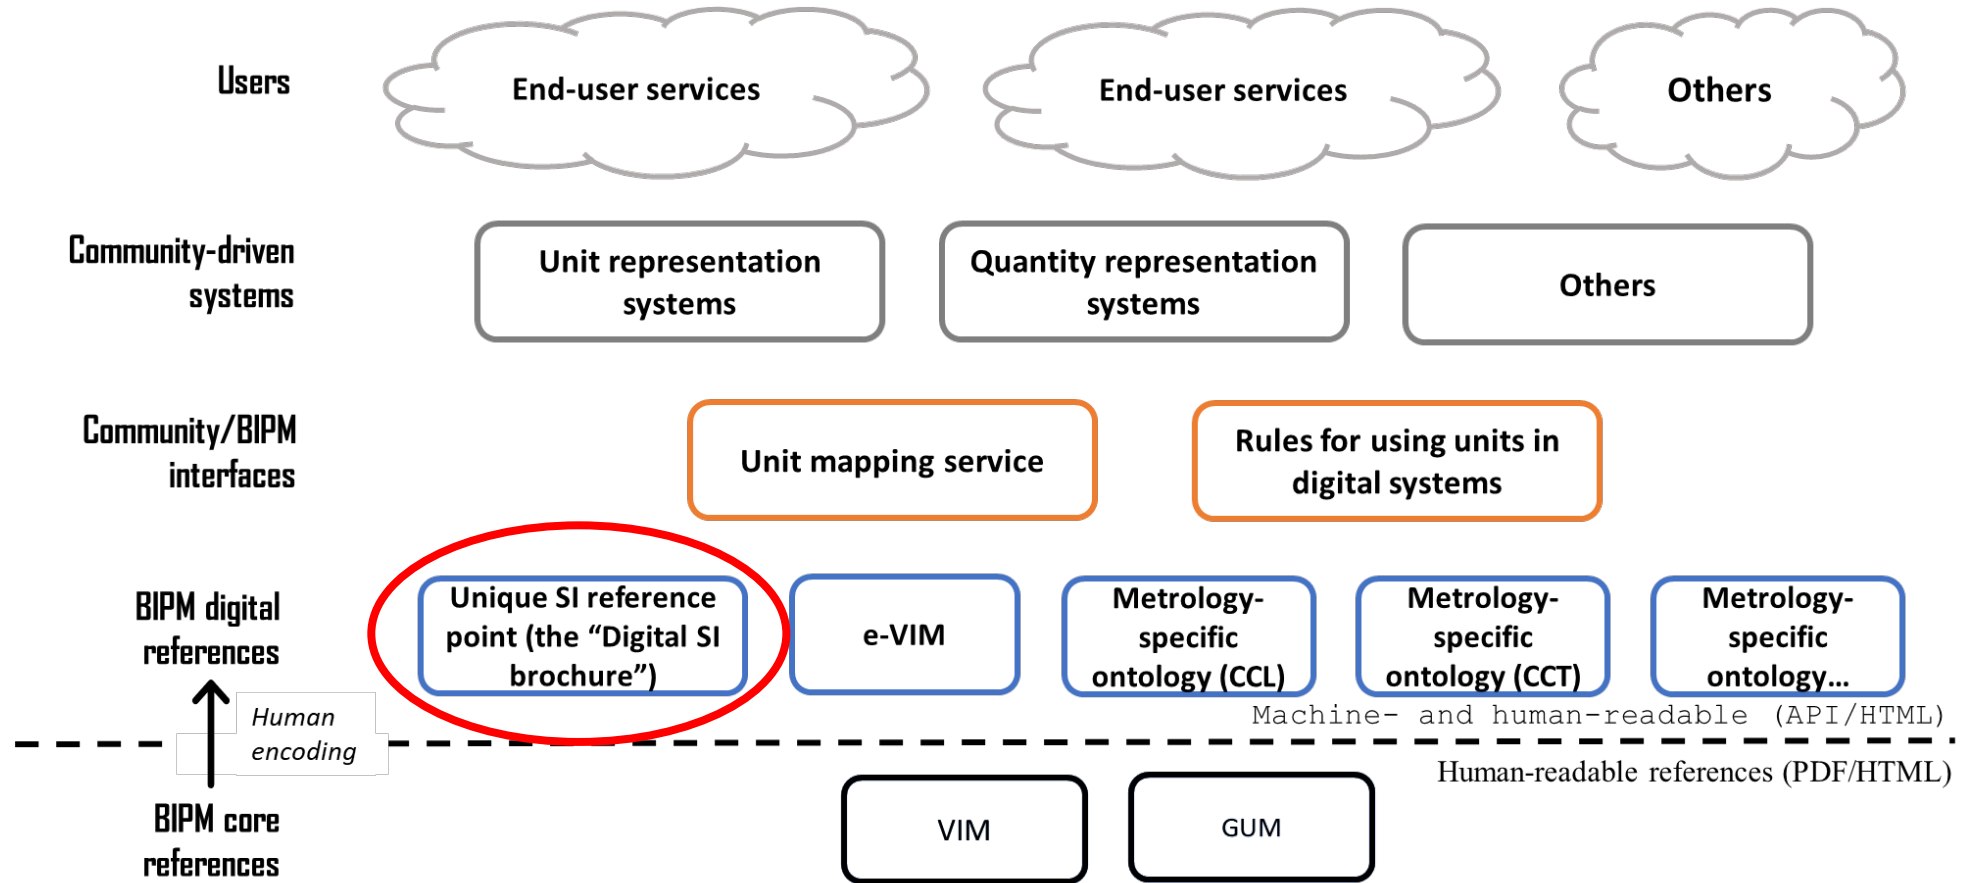 Users
End-user services
End-user services
Others
Community-driven
systems
Unit representation
systems
Quantity representation
systems
Others
Community/BIPM
interfaces
Unit mapping service
Rules for using units in
digital systems
BIPM digital
references
Unique SI reference
point (the “Digital SI
brochure”)
e-VIM
Metrology-
specific
ontology (CCL)
Metrology-
specific
ontology (CCT)
Metrology-
specific
ontology…
Machine- and human-readable (API/HTML)
Human
encoding
Human-readable references (PDF/HTML)
BIPM core
references
VIM
GUM